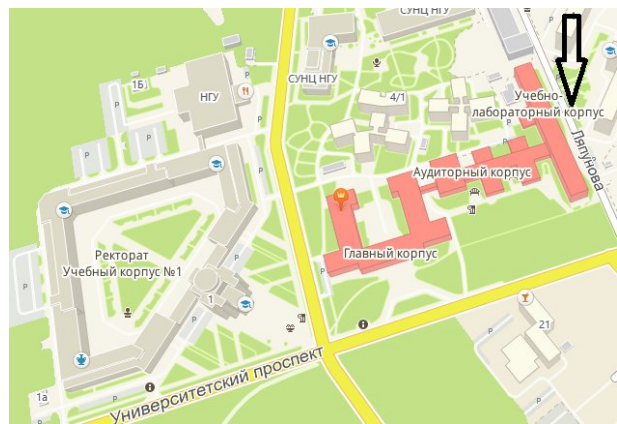 СУНЦ НГУ
1Б
НГУ
СУНЦ НГУ
4/1
Учебно-
лабораторный корпус
Ляпунова
Аудиторный корпус
Главный корпус
Ректорат
Учебный корпус №1
1
21
Университетский проспект
1а
P
P
P
P
P
P
P
P
P
P